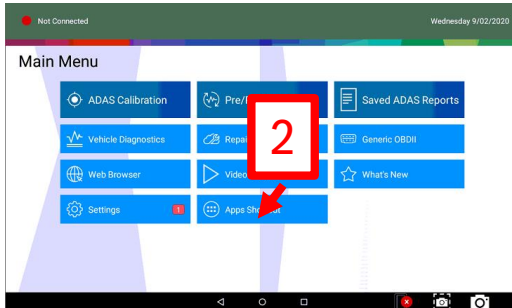 Not Connected
Wednesday 9/02/2020
Main Menu
ADAS Calibration
Pre/
Saved ADAS Reports
Vehicle Diagnostics
Repai
Generic OBDII
2
Web Browser
Video
What's New
Settings
1
Apps Sho